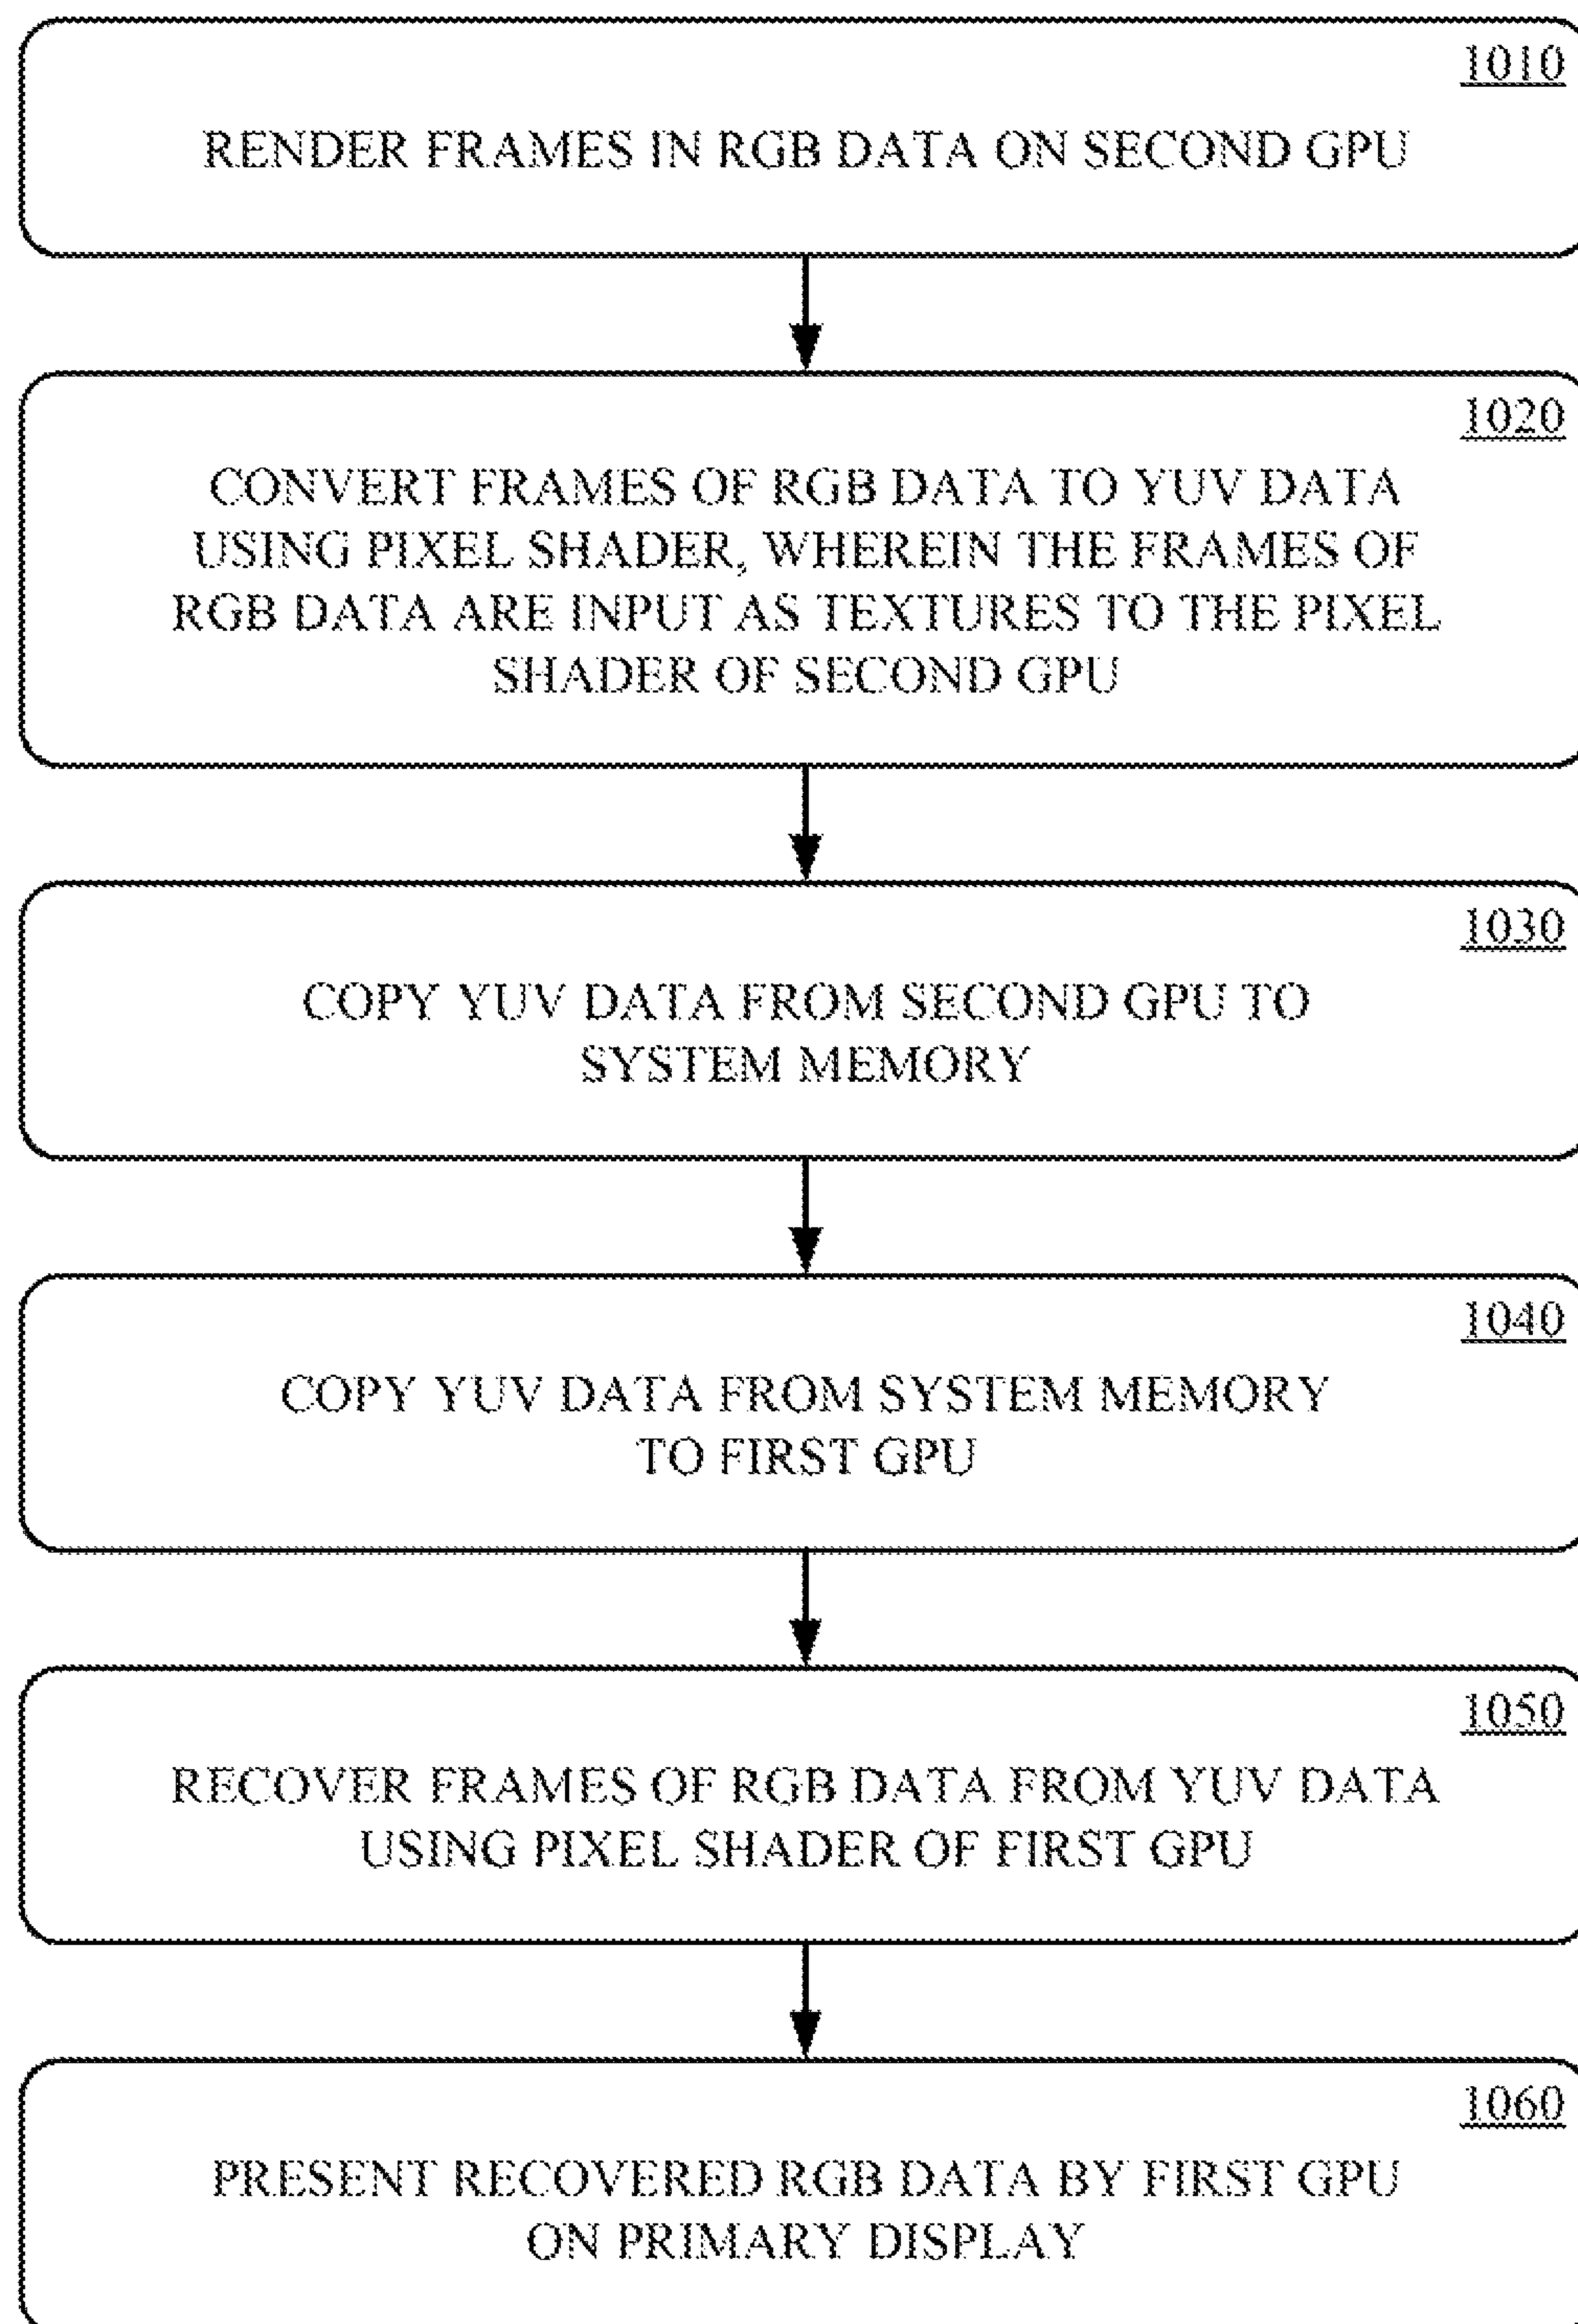 1010
RENDER FRAMES IN RGB DATA ON SECOND GPU
1020
CONVERT FRAMES OF RGB DATA TO YUV DATA
USING PIXEL SHADER, WHEREIN THE FRAMES OF
RGB DATA ARE INPUT AS TEXTURES TO THE PIXEL
SHADER OF SECOND GPU
1030
COPY YUV DATA FROM SECOND GPU TO
SYSTEM MEMORY
1040
COPY YUV DATA FROM SYSTEM MEMORY
TO FIRST GPU
1050
RECOVER FRAMES OF RGB DATA FROM YUV DATA
USING PIXEL SHADER OF FIRST GPU
1060
PRESENT RECOVERED RGB DATA BY FIRST GPU
ON PRIMARY DISPLAY